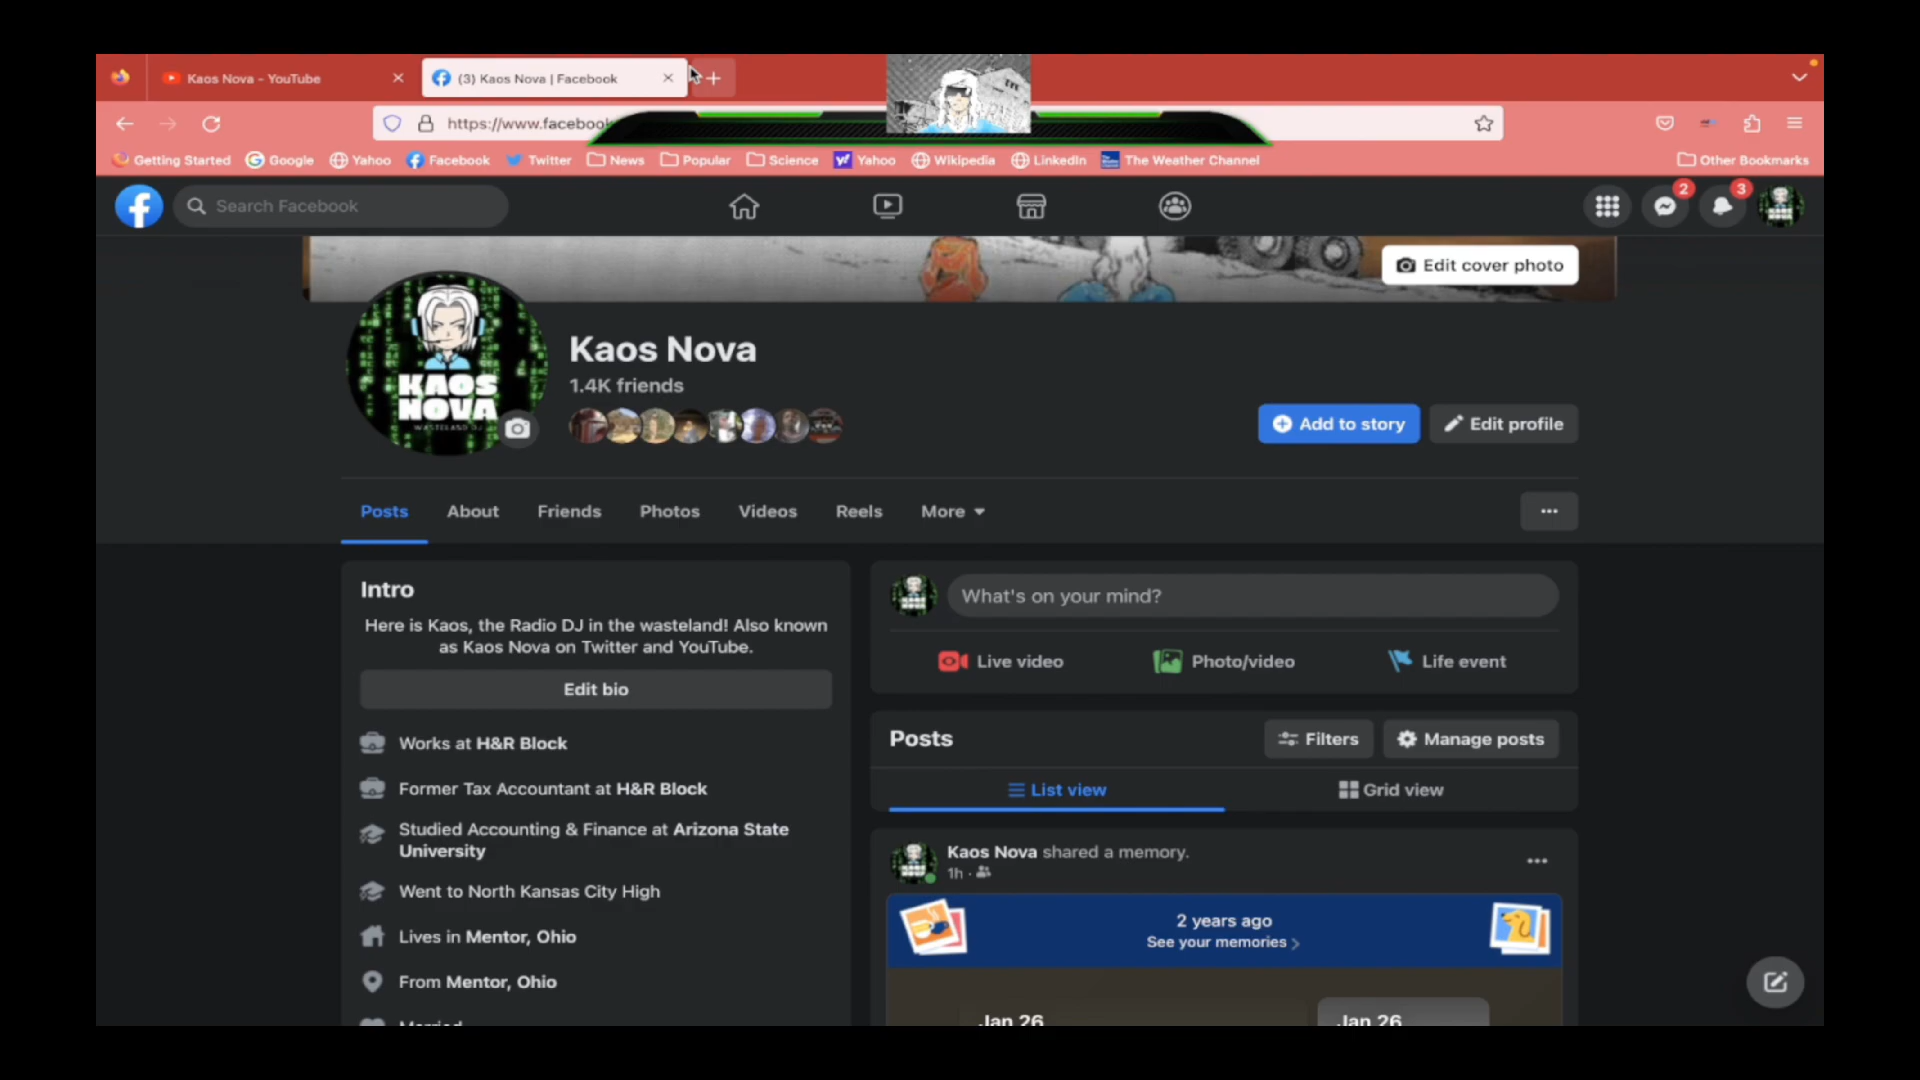 Kaos Nova - YouTube
(3) Kaos Nova | Facebook
https://www.facebook
Getting Started
Google
Yahoo
Facebook
Twitter
News
Popular
Science
Yahoo
Wikipedia
LinkedIn
The Weather Channel
Other Bookmarks
Search Facebook
2
3
Edit cover photo
KAOS
NOVA
WASTELAND DJ
Kaos Nova
1.4K friends
Add to story
Edit profile
Posts
About
Friends
Photos
Videos
Reels
More
Intro
Here is Kaos, the Radio DJ in the wasteland! Also known
as Kaos Nova on Twitter and YouTube.
Edit bio
Works at H&R Block
Former Tax Accountant at H&R Block
Studied Accounting & Finance at Arizona State
University
Went to North Kansas City High
Lives in Mentor, Ohio
From Mentor, Ohio
Married
What's on your mind?
Live video
Photo/video
Life event
Posts
Filters
Manage posts
List view
Grid view
Kaos Nova shared a memory.
1h ·
2 years ago
See your memories
Jan 26
Jan 26